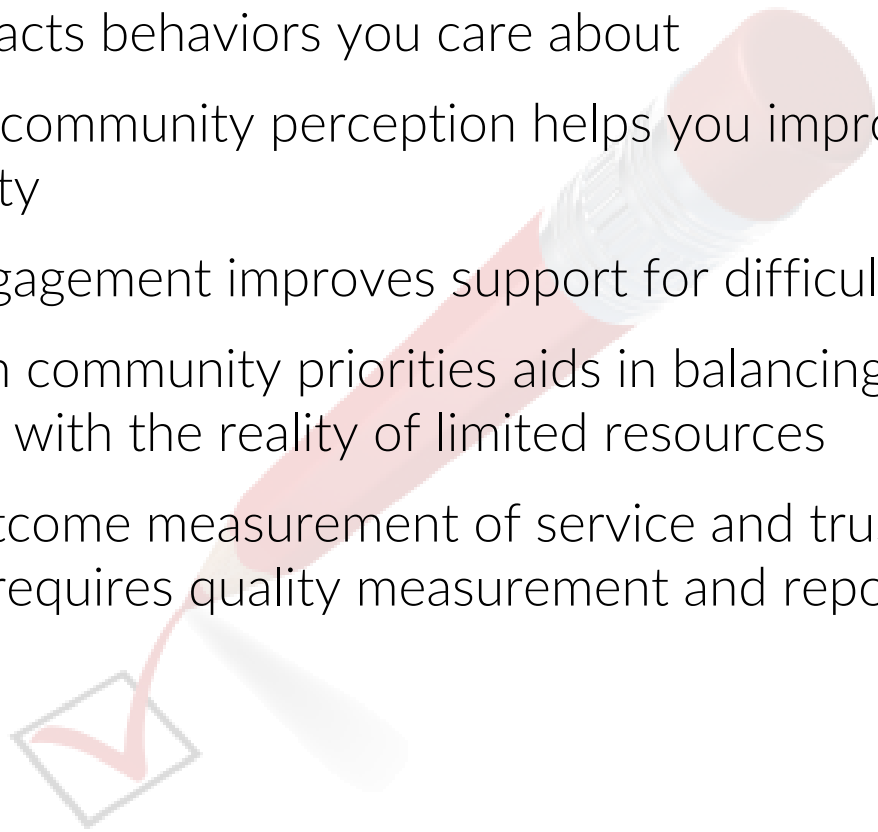 acts behaviors you care about
community perception helps you impro
ty
gagement improves support for difficul
community priorities aids in balancing
with the reality of limited resources
tcome measurement of service and tru
requires quality measurement and repo